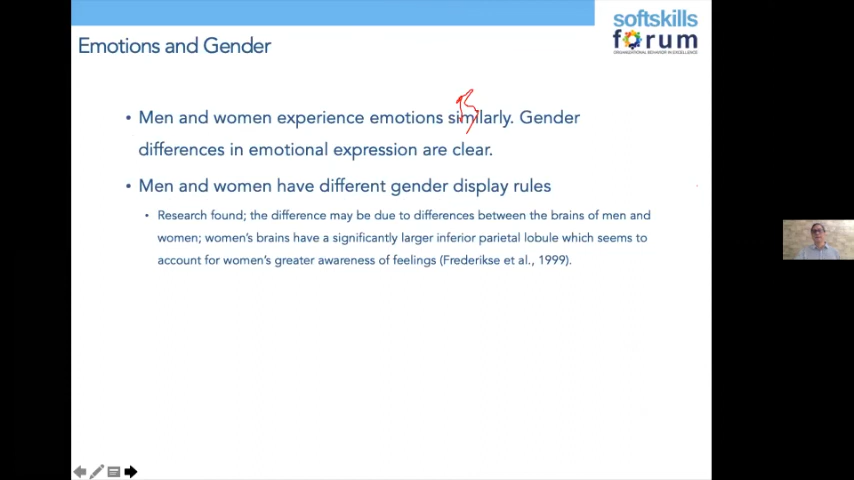 softskills
forum
ORGANIZATIONAL BEHAVIOR IN EXCELLENCE
Emotions and Gender
• Men and women experience emotions similarly. Gender
differences in emotional expression are clear.
• Men and women have different gender display rules
• Research found; the difference may be due to differences between the brains of men and
women; women's brains have a significantly larger inferior parietal lobule which seems to
account for women's greater awareness of feelings (Frederikse et al., 1999).